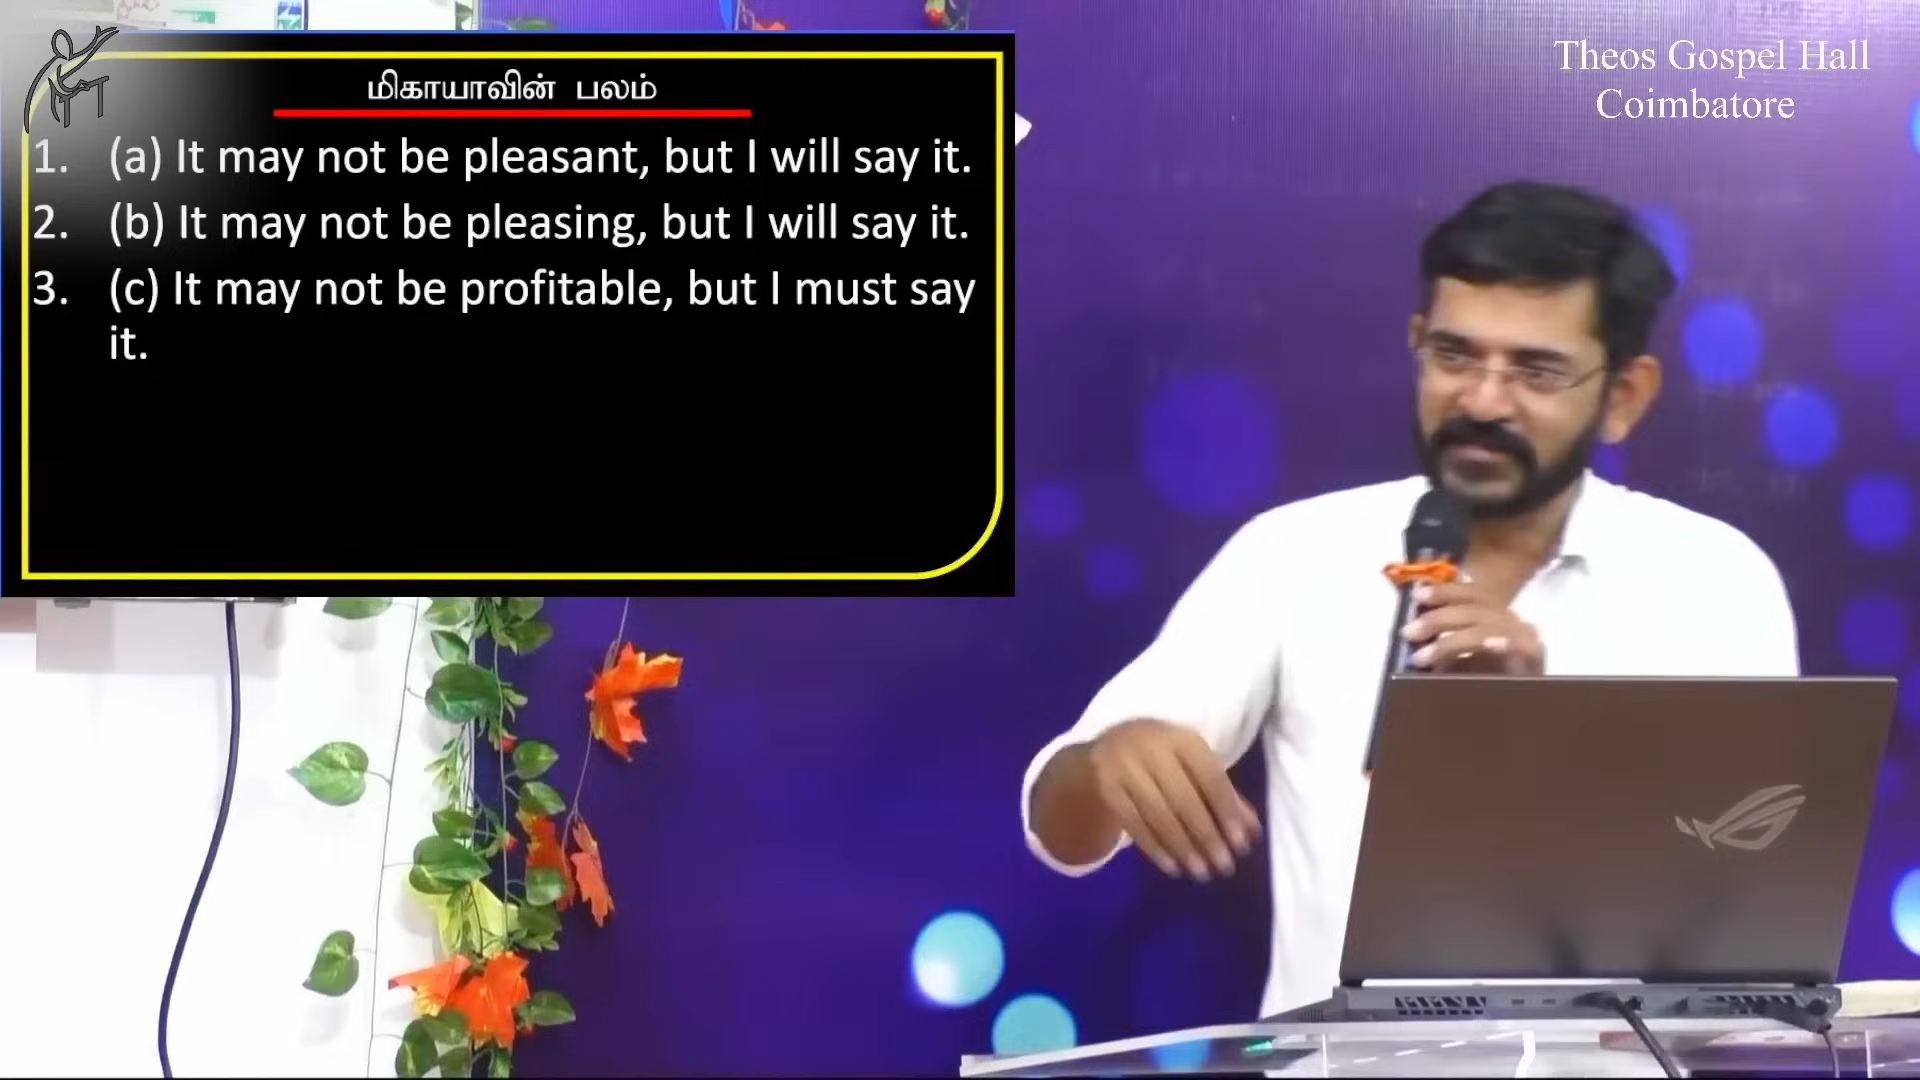 மிகாயாவின் பலம்
1. (a) It may not be pleasant, but I will say it.
2. (b) It may not be pleasing, but I will say it.
3. (c) It may not be profitable, but I must say
it.
Theos Gospel Hall
Coimbatore